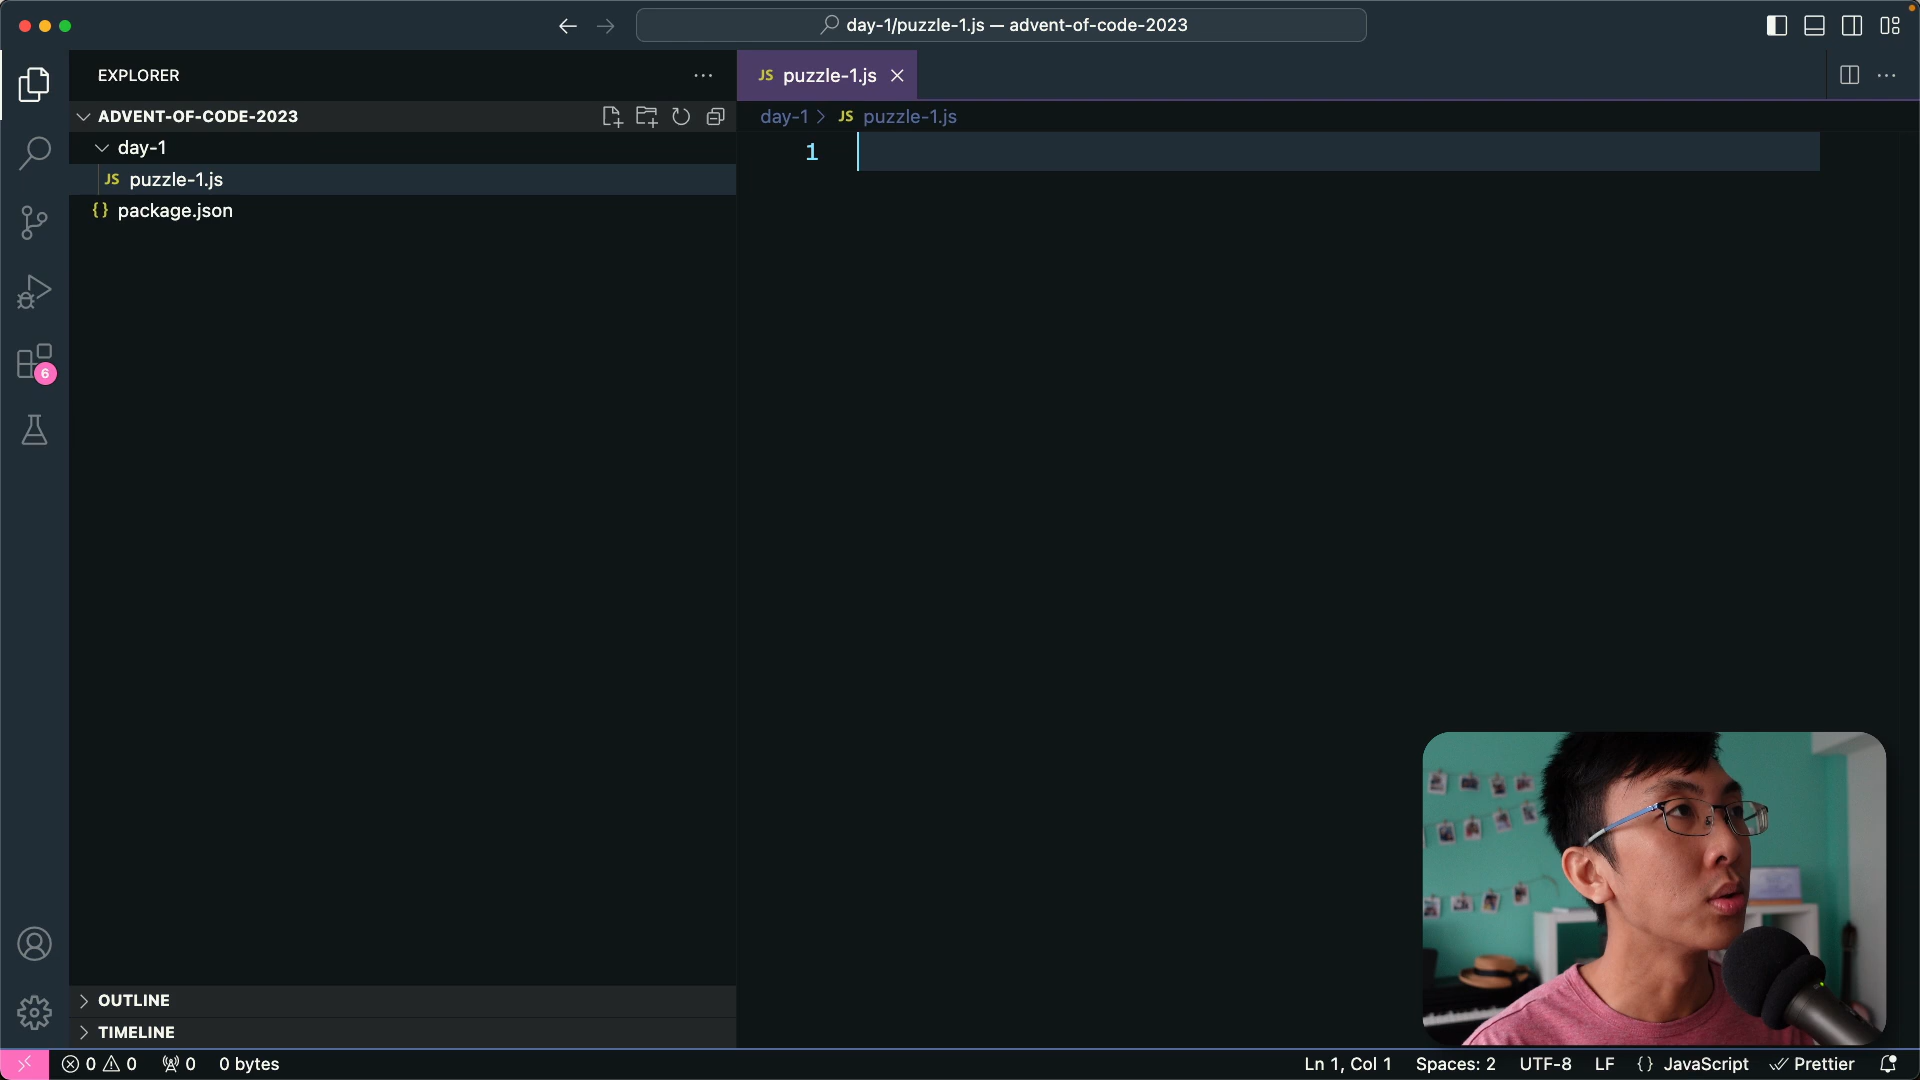 day-1/puzzle-1.js — advent-of-code-2023
EXPLORER
JS puzzle-1.js
ADVENT-OF-CODE-2023
day-1 > JS puzzle-1.js
day-1
1
JS puzzle-1.js
{} package.json
6
OUTLINE
TIMELINE
0 0 0 0 bytes Ln 1, Col 1 Spaces: 2 UTF-8 LF {} JavaScript Prettier